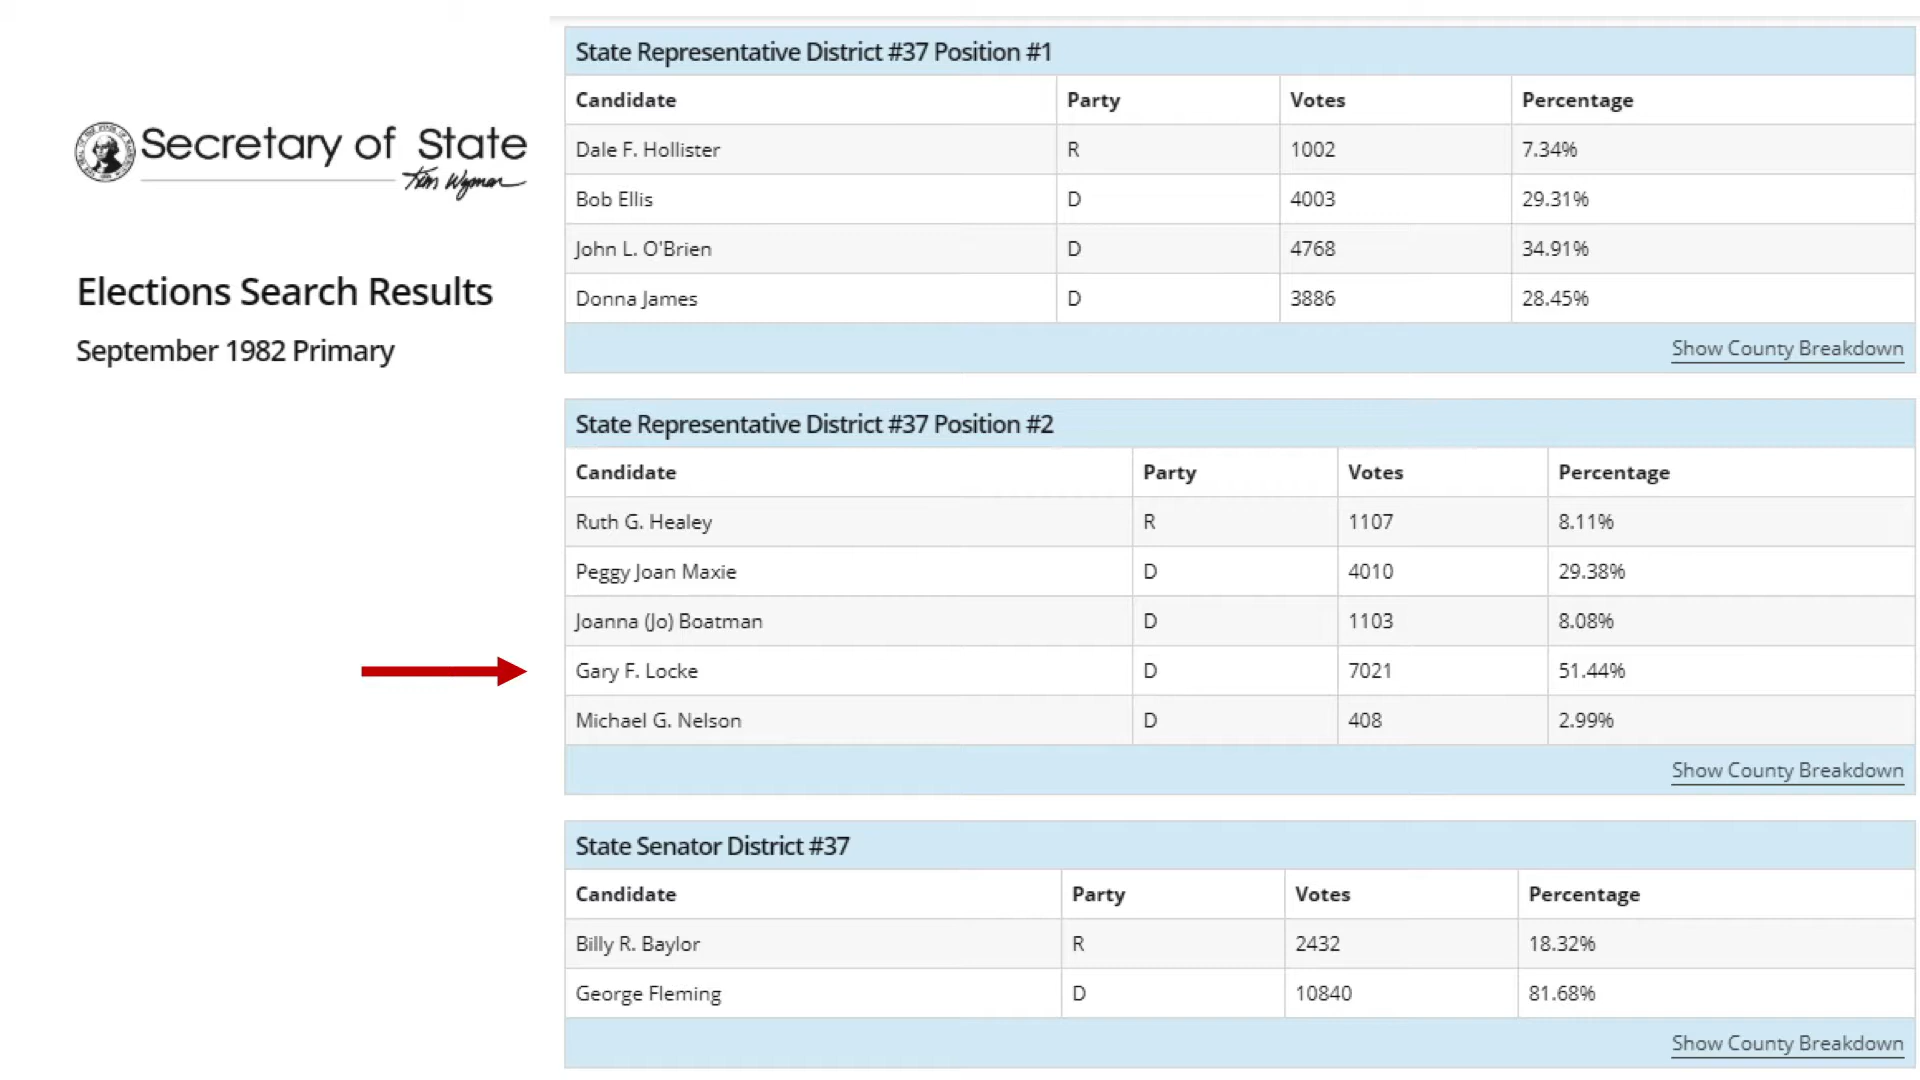 Secretary of State
Kim Wyman
Elections Search Results
September 1982 Primary
State Representative District #37 Position #1
Candidate Party Votes Percentage
Dale F. Hollister R 1002 7.34%
Bob Ellis D 4003 29.31%
John L. O'Brien D 4768 34.91%
Donna James D 3886 28.45%
Show County Breakdown
State Representative District #37 Position #2
Candidate Party Votes Percentage
Ruth G. Healey R 1107 8.11%
Peggy Joan Maxie D 4010 29.38%
Joanna (Jo) Boatman D 1103 8.08%
Gary F. Locke D 7021 51.44%
Michael G. Nelson D 408 2.99%
Show County Breakdown
State Senator District #37
Candidate Party Votes Percentage
Billy R. Baylor R 2432 18.32%
George Fleming D 10840 81.68%
Show County Breakdown